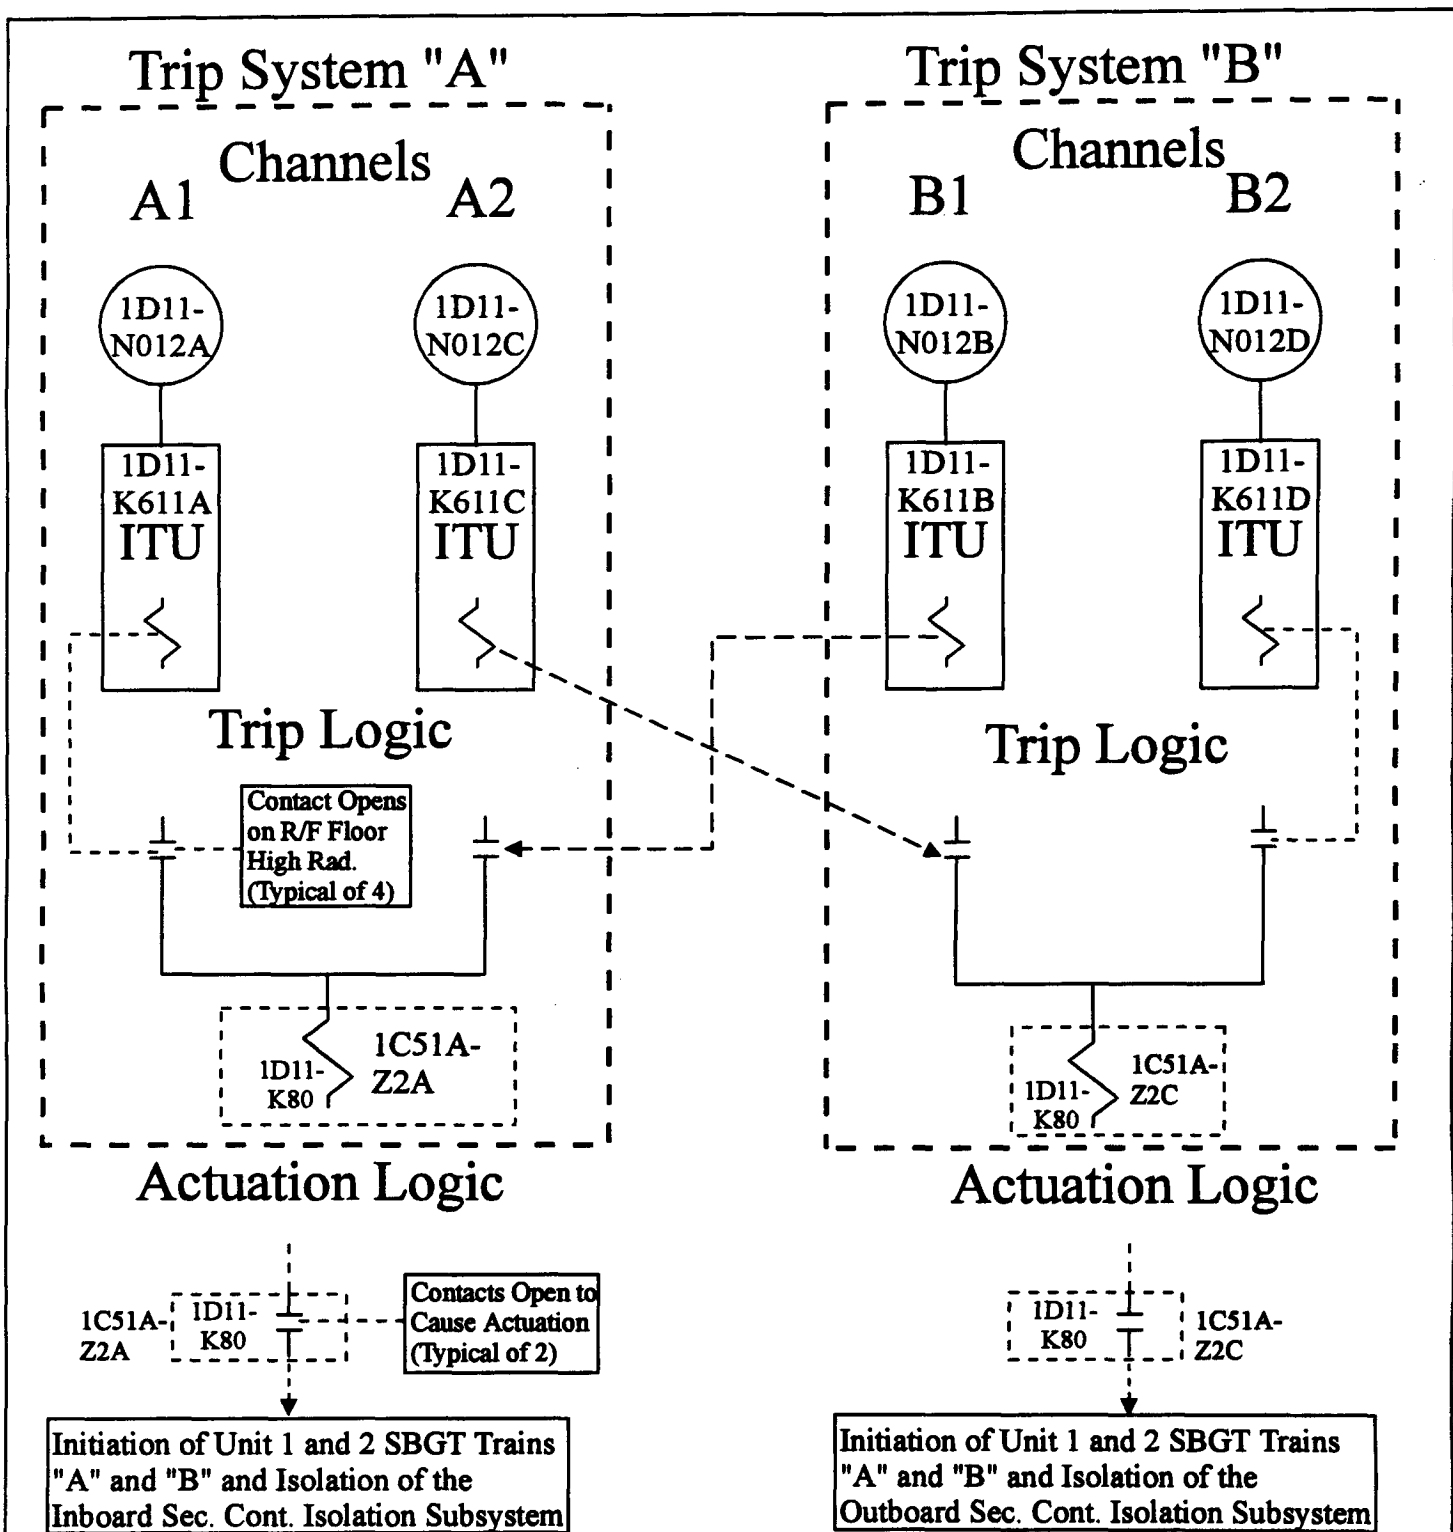 Trip System "A"
Channels
A1
A2
1D11-
N012A
1D11-
N012C
1D11-
K611A
ITU
1D11-
K611C
ITU
Trip Logic
Contact Opens
on R/F Floor
High Rad.
(Typical of 4)
1D11-
K80
1C51A-
Z2A
Actuation Logic
1C51A-
Z2A
1D11-
K80
Contacts Open to
Cause Actuation
(Typical of 2)
Initiation of Unit 1 and 2 SBGT Trains
"A" and "B" and Isolation of the
Inboard Sec. Cont. Isolation Subsystem
Trip System "B"
Channels
B1
B2
1D11-
N012B
1D11-
N012D
1D11-
K611B
ITU
1D11-
K611D
ITU
Trip Logic
1D11-
K80
1C51A-
Z2C
Actuation Logic
1D11-
K80
1C51A-
Z2C
Initiation of Unit 1 and 2 SBGT Trains
"A" and "B" and Isolation of the
Outboard Sec. Cont. Isolation Subsystem